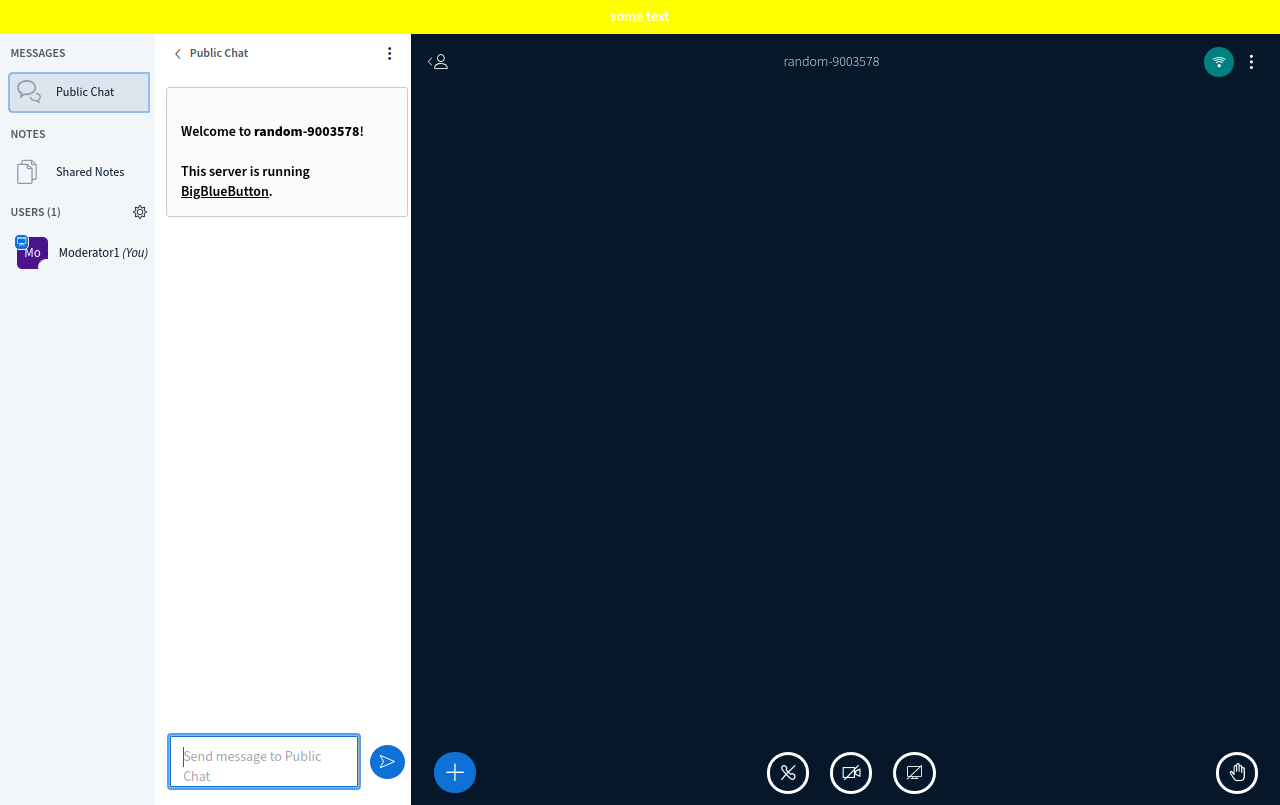 some text
MESSAGES
Public Chat
NOTES
Shared Notes
USERS (1)
Mo
Moderator1 (You)
Public Chat
Welcome to random-9003578!
This server is running
BigBlueButton.
Send message to Public
Chat
random-9003578